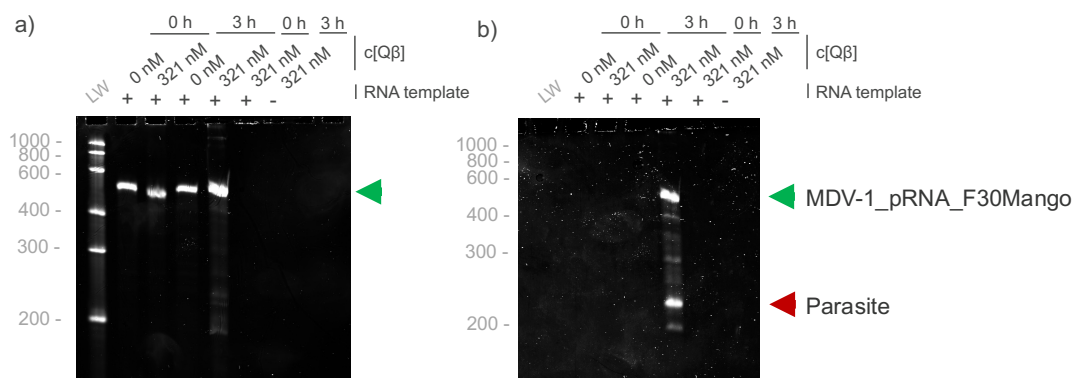 a)
0 h 3 h 0 h 3 h
0 nM 321 nM 0 nM 321 nM 321 nM 321 nM
c[Qβ]
LW + + + + + -
RNA template
1000 -
800 -
600 -
400 -
300 -
200 -
b)
0 h 3 h 0 h 3 h
0 nM 321 nM 0 nM 321 nM 321 nM 321 nM
c[Qβ]
LW + + + + + -
RNA template
1000 -
800 -
600 -
400 -
300 -
200 -
MDV-1_pRNA_F30Mango
Parasite